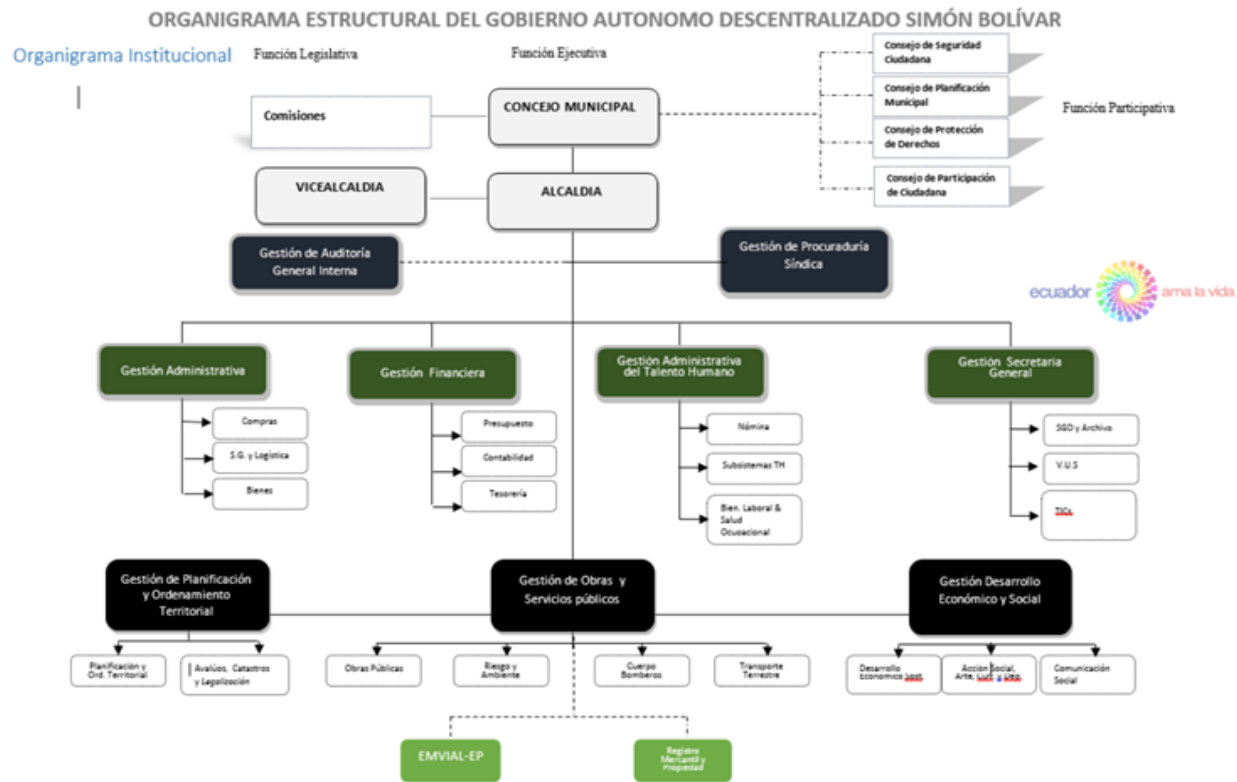 ORGANIGRAMA ESTRUCTURAL DEL GOBIERNO AUTONOMO DESCENTRALIZADO SIMÓN BOLÍVAR
Organigrama Institucional
Función Legislativa
Función Ejecutiva
Consejo de Seguridad
Ciudadana
Comisiones
CONCEJO MUNICIPAL
Consejo de Planificación
Municipal
Función Participativa
Consejo de Protección
de Derechos
VICEALCALDIA
ALCALDIA
Consejo de Participación
de Ciudadana
Gestión de Auditoría
General Interna
Gestión de Procuraduría
Síndica
ecuador
ama la vida
Gestión Administrativa
Gestión Financiera
Gestión Administrativa
del Talento Humano
Gestión Secretaria
General
Compras
S.G. y Logística
Bienes
Presupuesto
Contabilidad
Tesorería
Nómina
Subsistemas TH
Bien. Laboral &
Salud
Ocupacional
SGO y Archivo
V.U.S
TICs
Gestión de Planificación
y Ordenamiento
Territorial
Gestión de Obras y
Servicios públicos
Gestión Desarrollo
Económico y Social
Planificacion y
Ord. Territorial
Avalúos, Catastros
y Legalización
Obras Públicas
Riesgo y
Ambiente
Cuerpo
Bomberos
Transporte
Terrestre
Desarrollo
Economico Sost.
Acción Social,
Arte, Cult. y Dep.
Comunicación
Social
EMVIAL-EP
Registro
Mercantil y
Propiedad